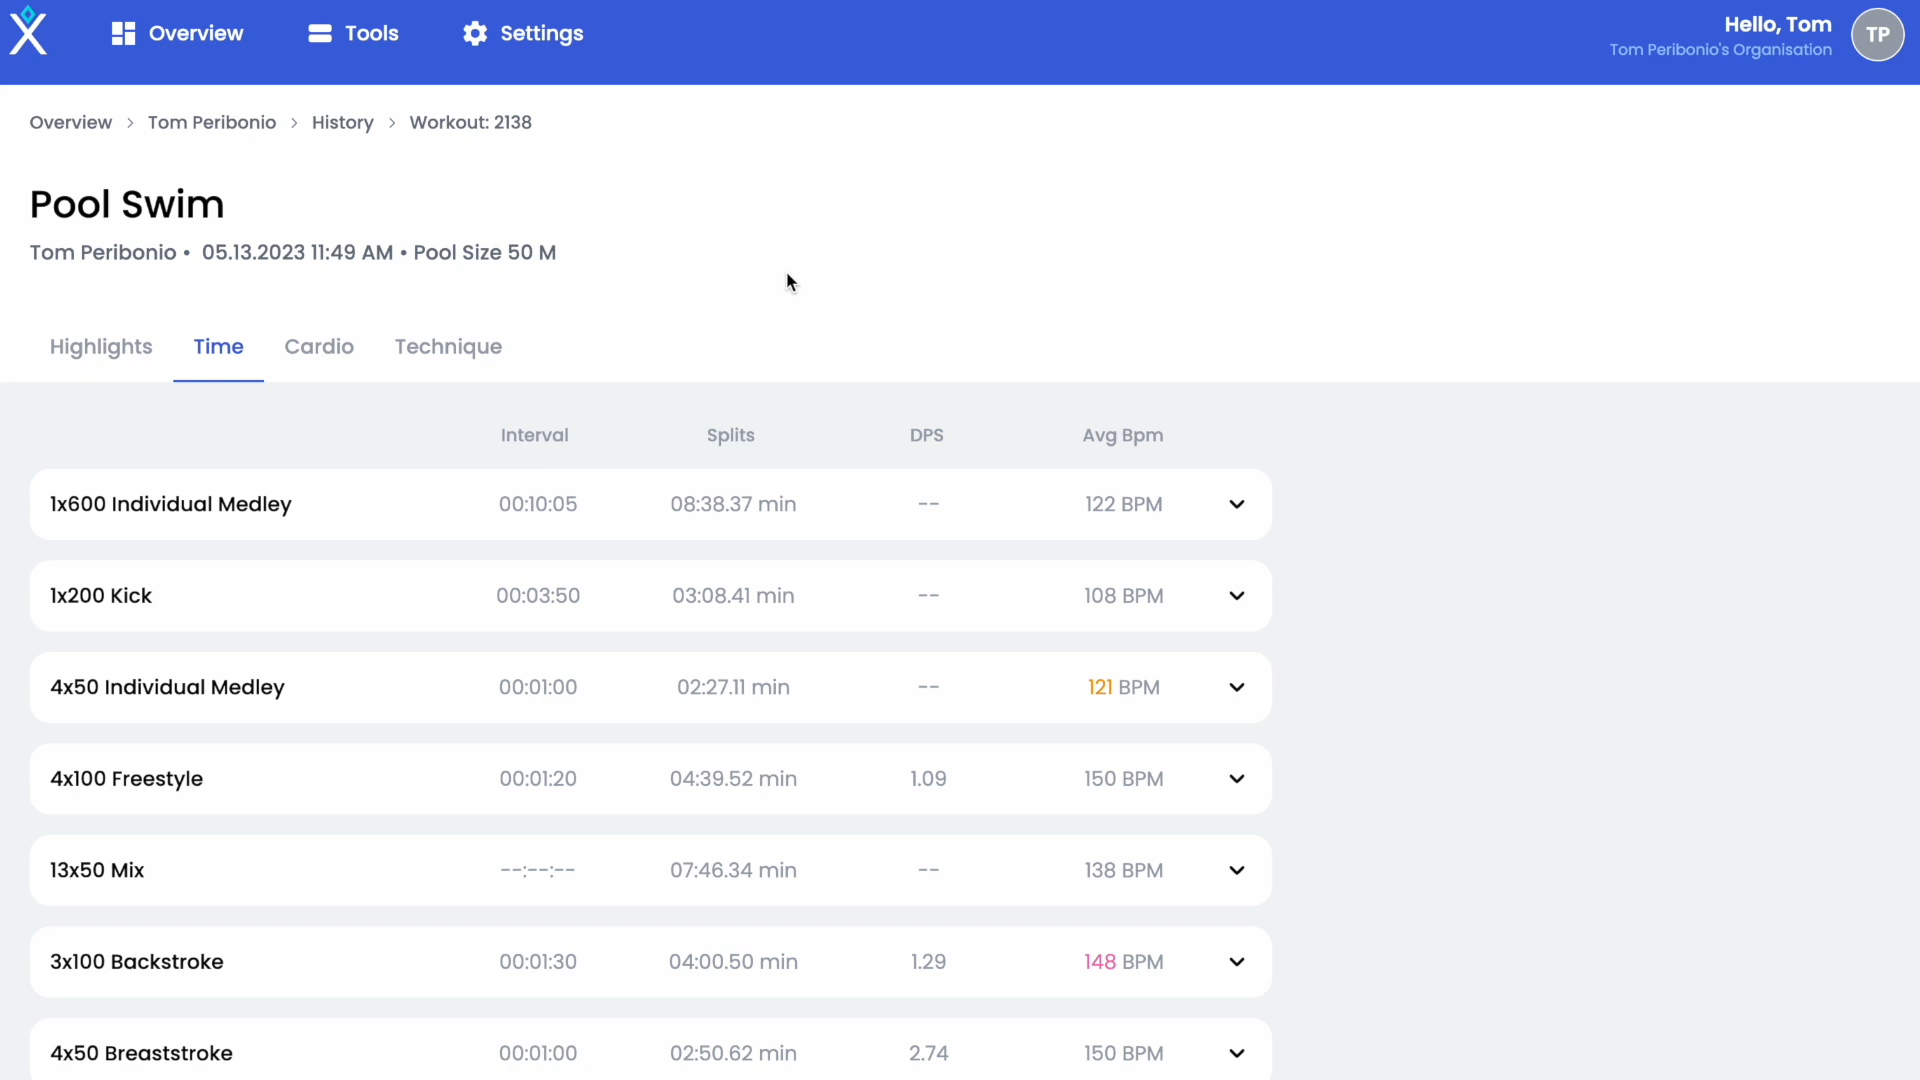 Overview Tools Settings
Hello, Tom
Tom Peribonio's Organisation
TP
Overview > Tom Peribonio > History > Workout: 2138
Pool Swim
Tom Peribonio • 05.13.2023 11:49 AM • Pool Size 50 M
Highlights Time Cardio Technique
Interval Splits DPS Avg Bpm
1x600 Individual Medley 00:10:05 08:38.37 min -- 122 BPM
1x200 Kick 00:03:50 03:08.41 min -- 108 BPM
4x50 Individual Medley 00:01:00 02:27.11 min -- 121 BPM
4x100 Freestyle 00:01:20 04:39.52 min 1.09 150 BPM
13x50 Mix --:--:-- 07:46.34 min -- 138 BPM
3x100 Backstroke 00:01:30 04:00.50 min 1.29 148 BPM
4x50 Breaststroke 00:01:00 02:50.62 min 2.74 150 BPM